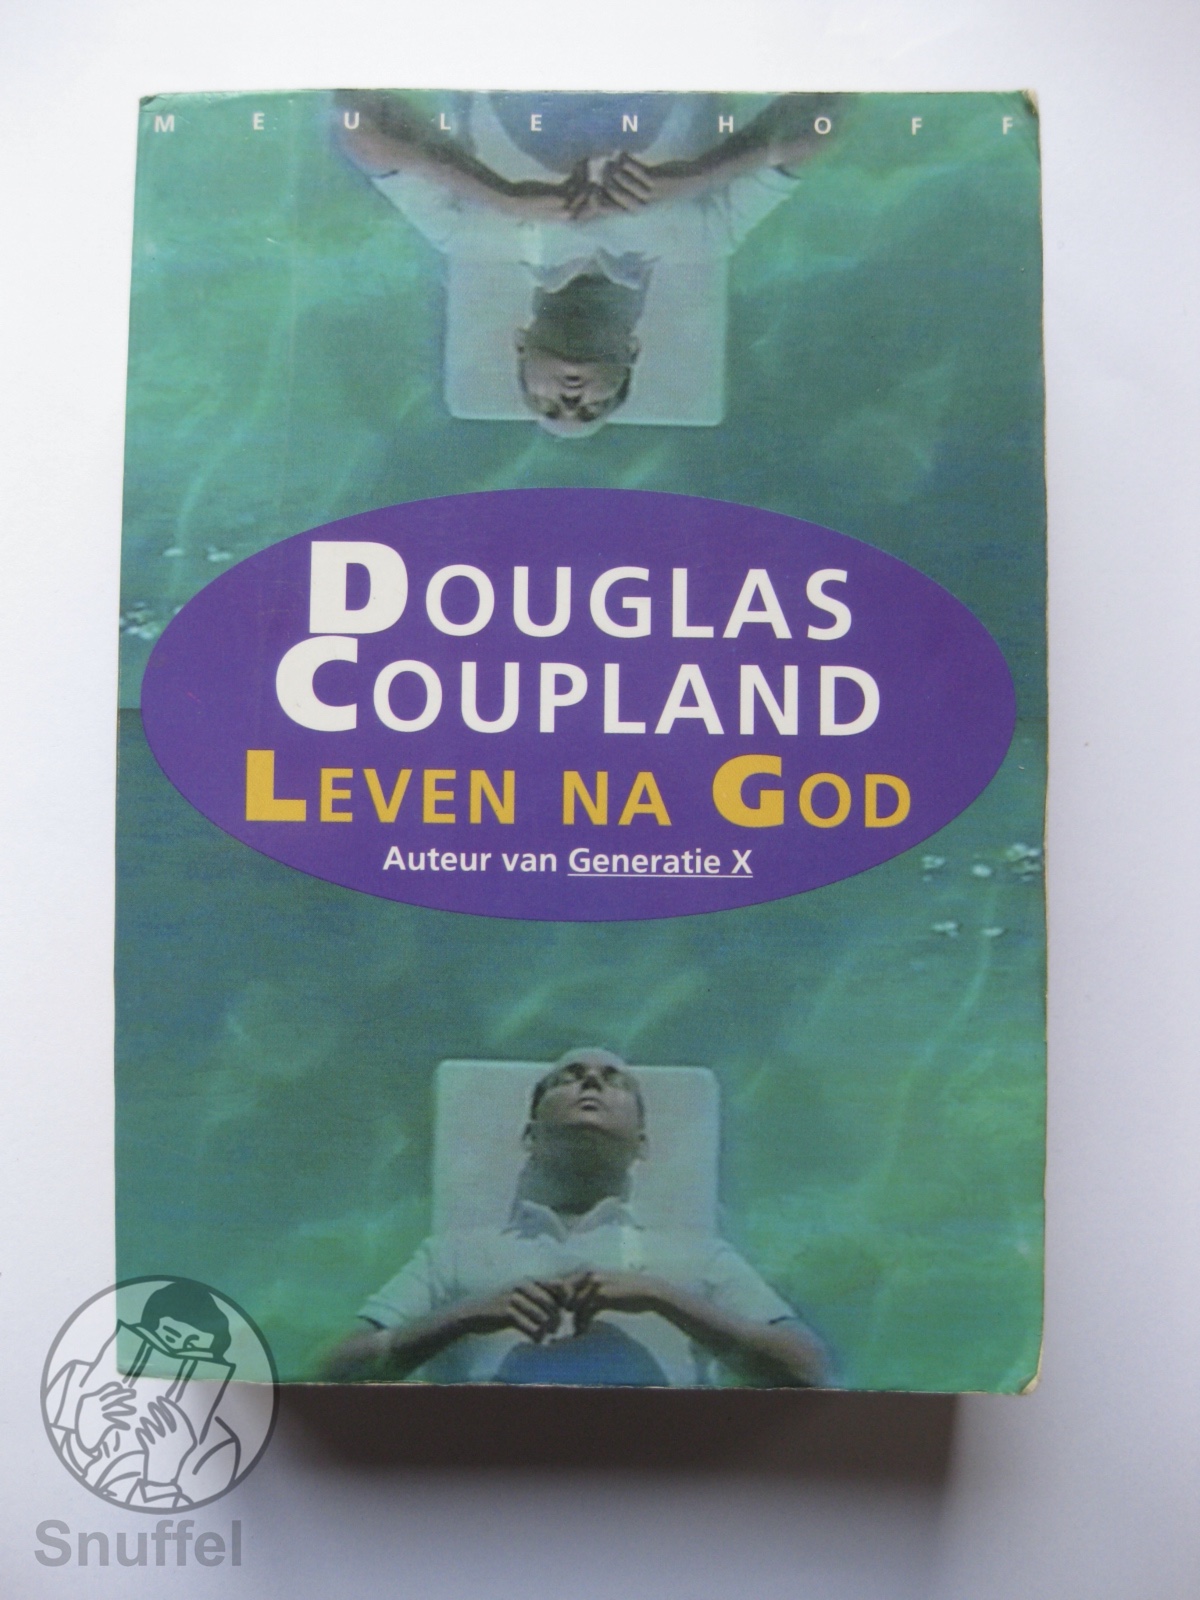 MEULENHOFF
DOUGLAS
COUPLAND
LEVEN NA GOD
Auteur van Generatie X
Snuffel